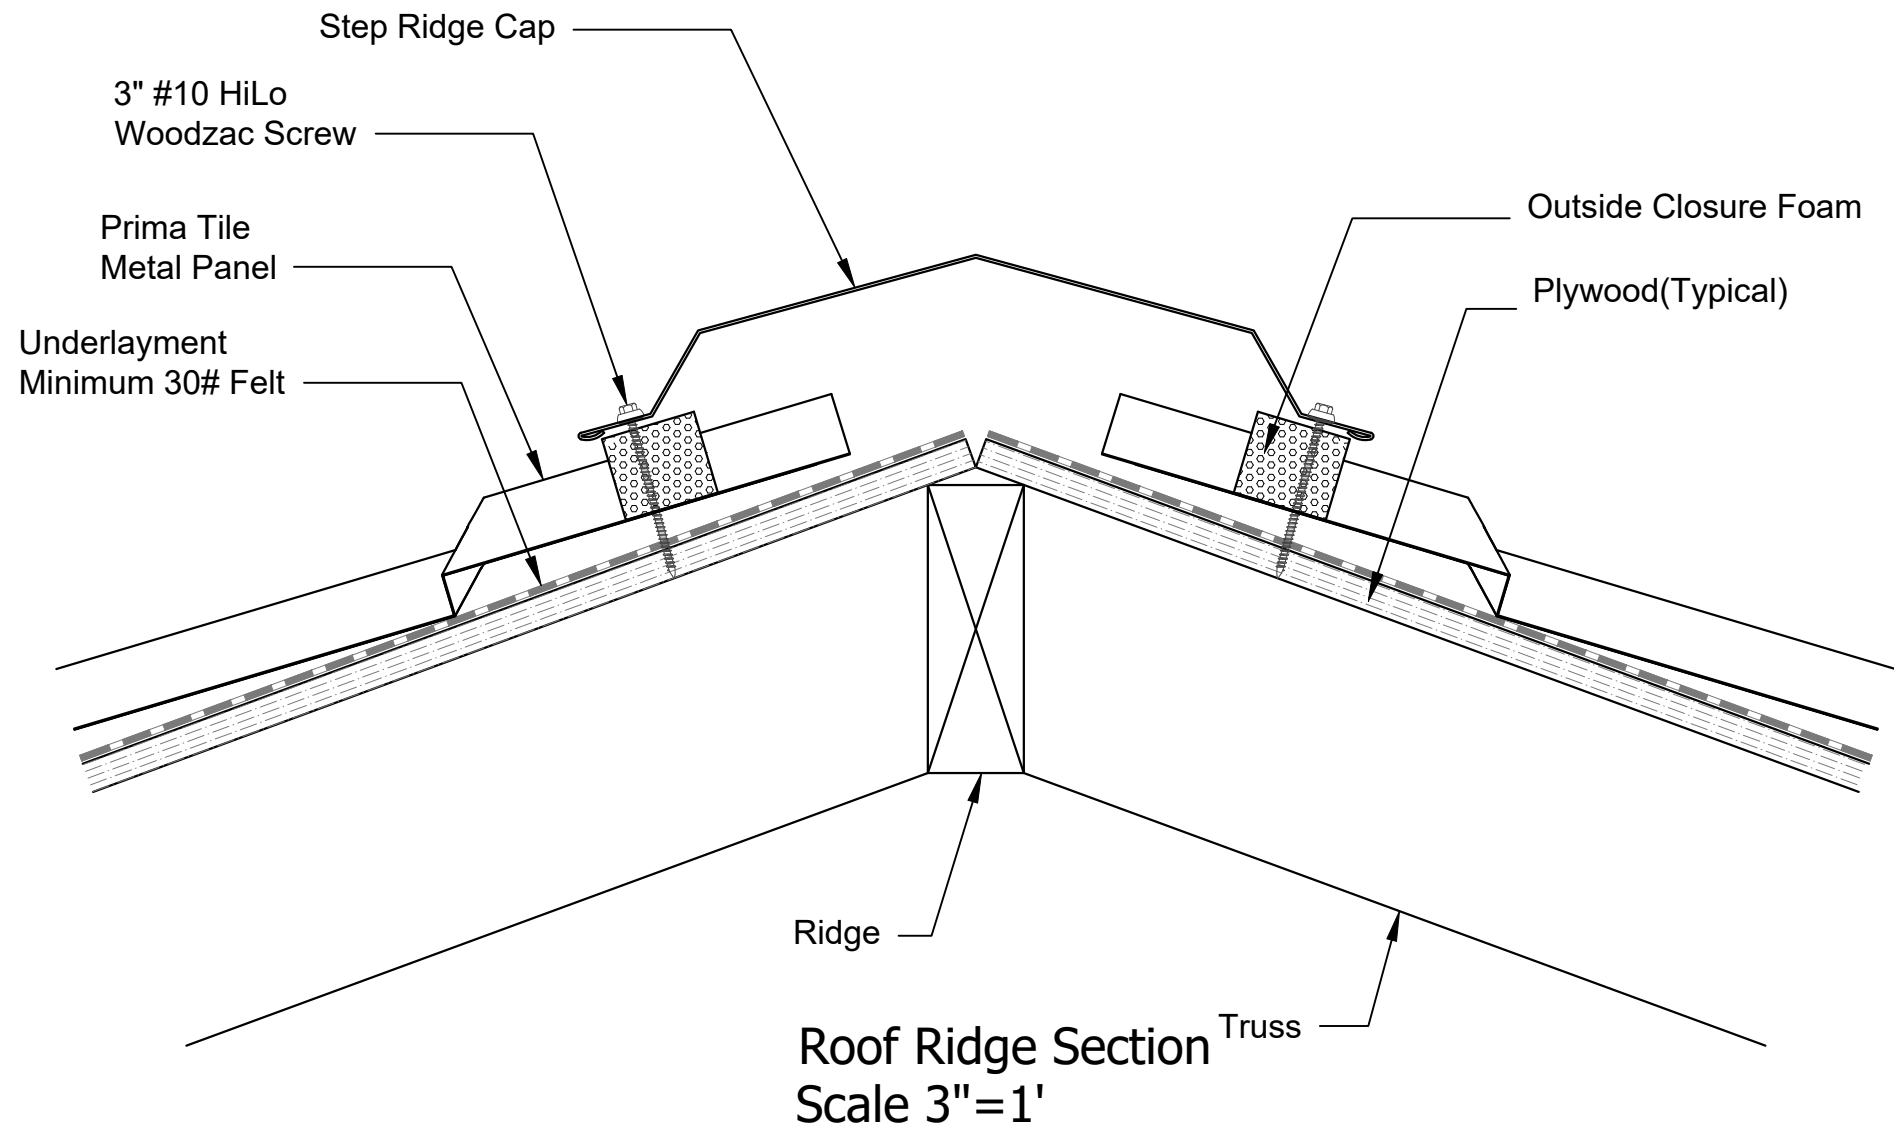 Step Ridge Cap
3" #10 HiLo
Woodzac Screw
Prima Tile
Metal Panel
Underlayment
Minimum 30# Felt
Outside Closure Foam
Plywood(Typical)
Ridge
Truss
Roof Ridge Section
Scale 3"=1'